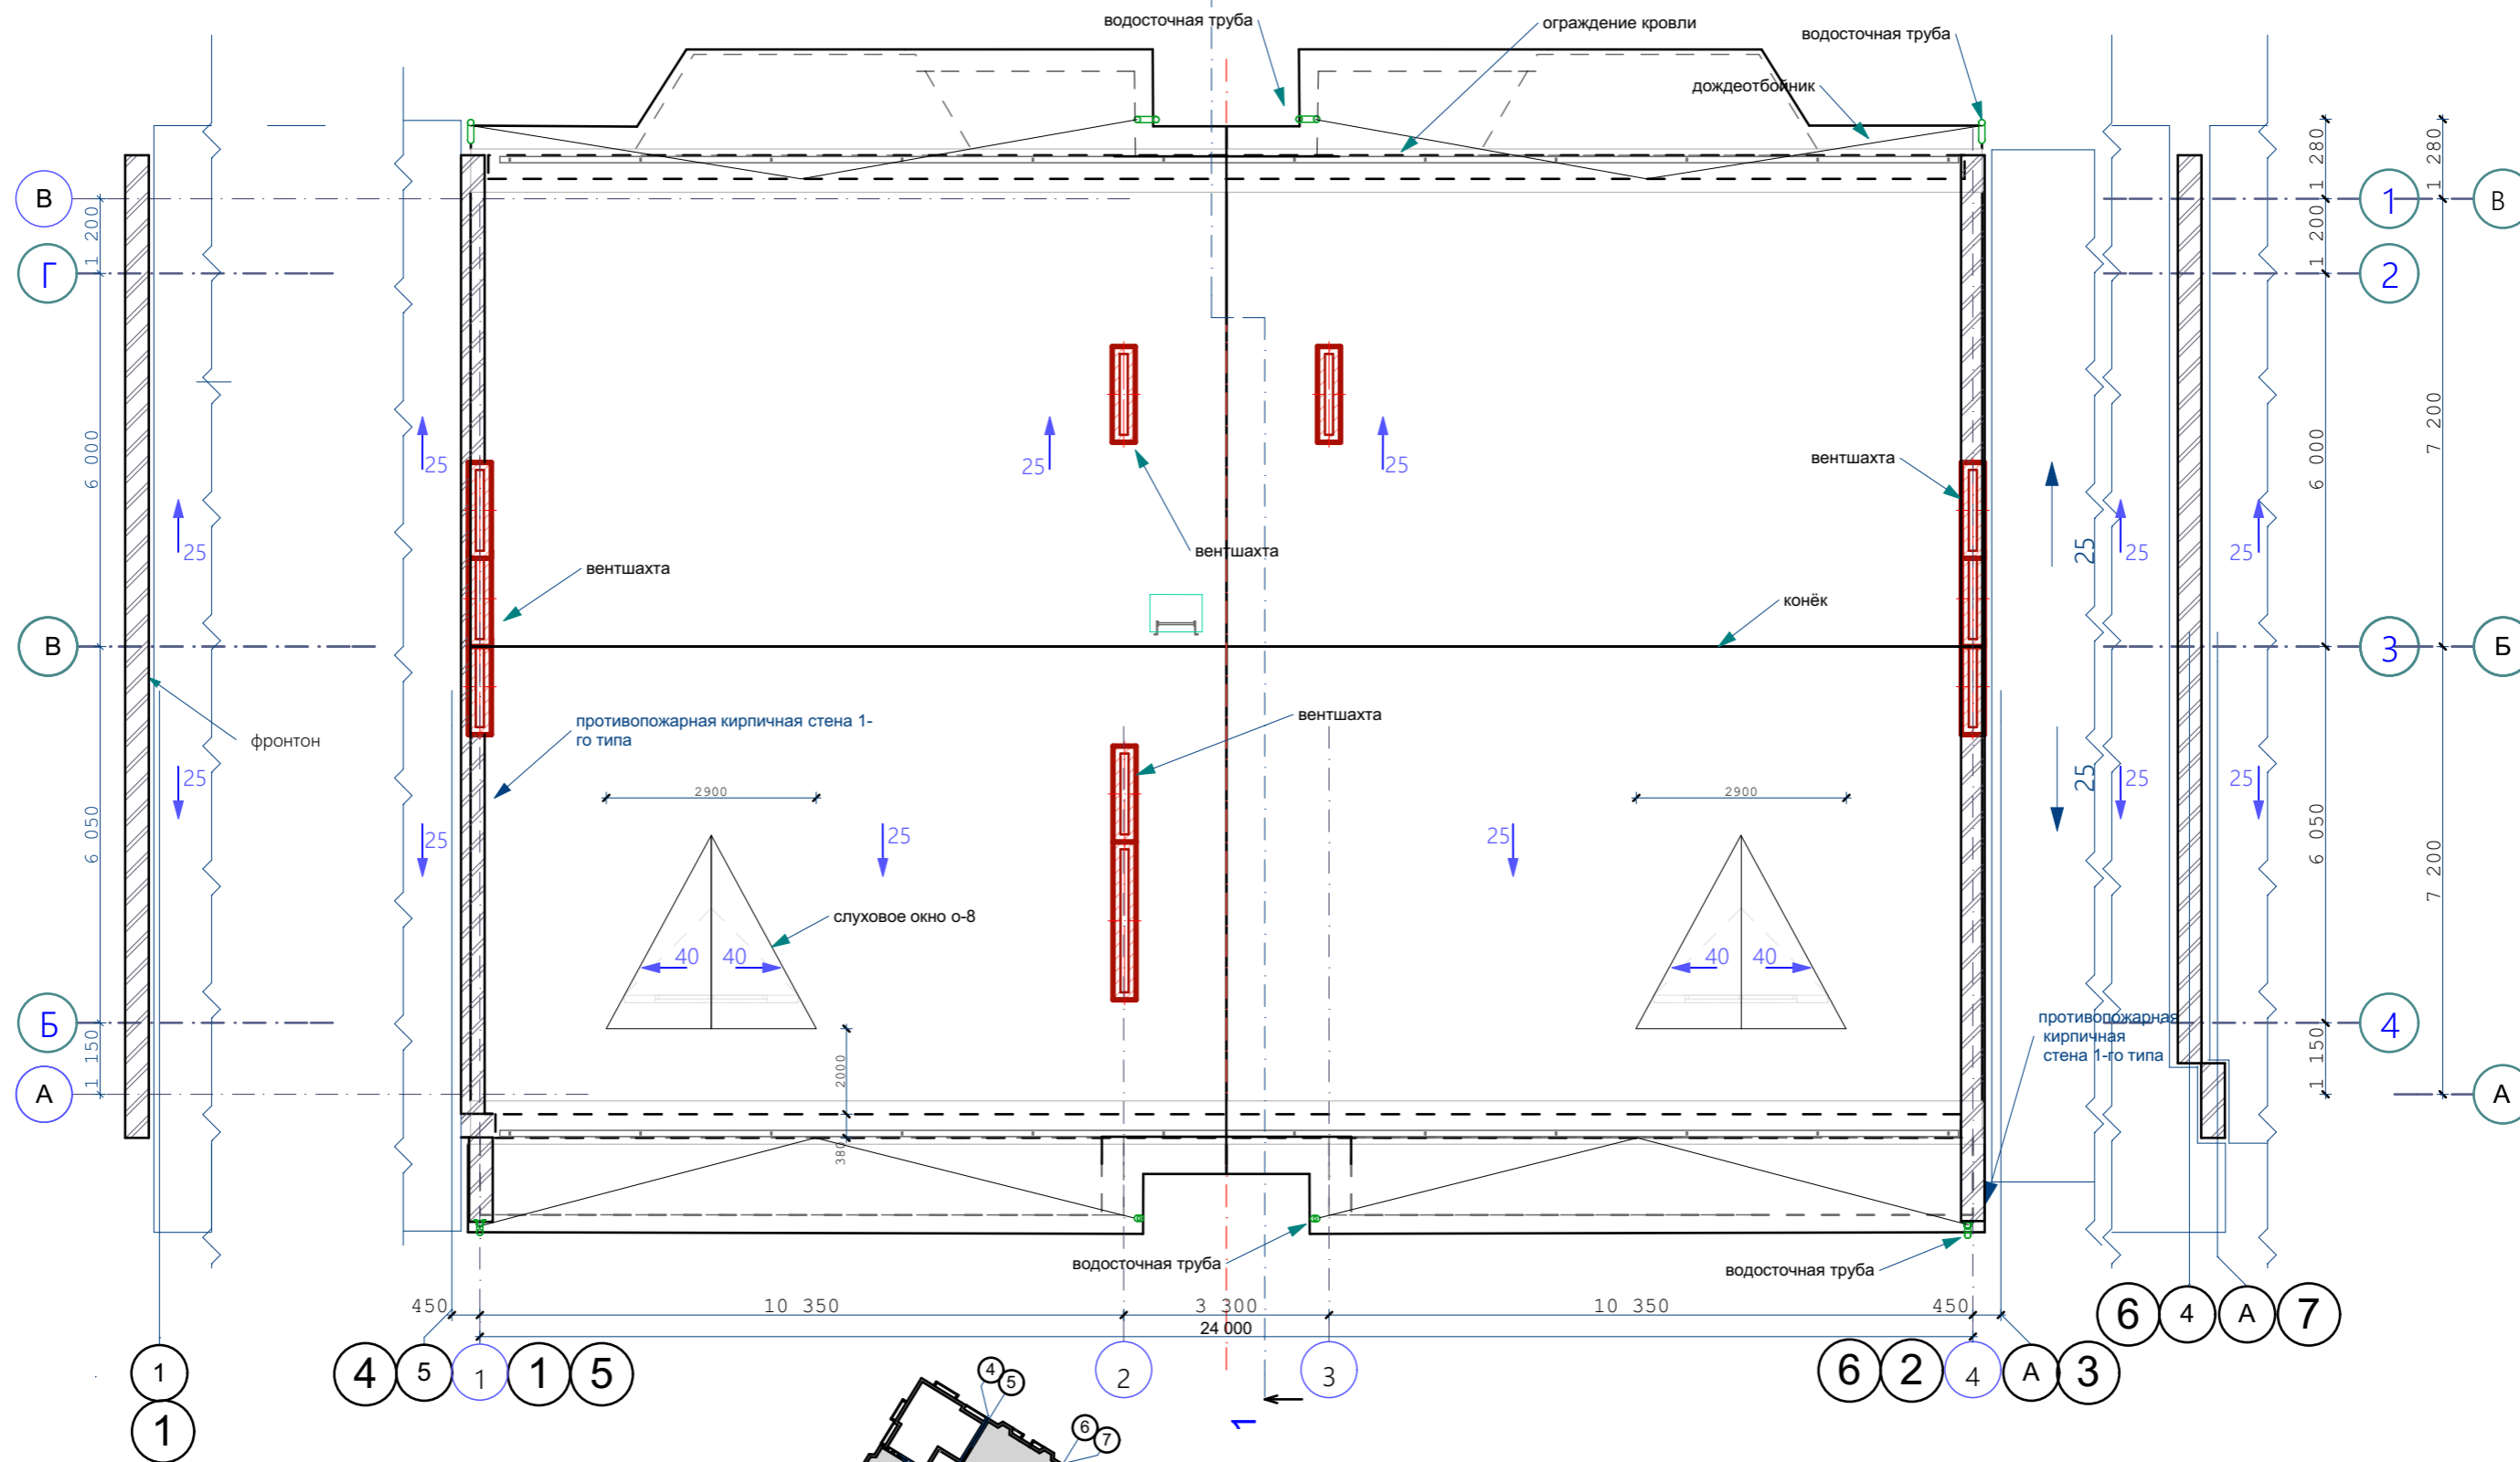 водосточная труба
ограждение кровли
водосточная труба
дождеотбойник
1 280
1 280
В
1
В
1 200
1 200
Г
2
7 200
6 000
6 000
25
25
25
вентшахта
25
25
25
25
вентшахта
вентшахта
конёк
В
3
Б
вентшахта
противопожарная кирпичная стена 1-
го типа
фронтон
25
25
25
25
2900
2900
6 050
25
25
25
6 050
7 200
слуховое окно о-8
40
40
40
40
Б
противопожарная
кирпичная
стена 1-го типа
4
1 150
2000
1 150
А
А
380
водосточная труба
водосточная труба
450
10 350
3 300
10 350
450
24 000
6
4
А
7
1
4
5
1
1
5
2
3
6
2
4
А
3
1
1
4
5
6
7